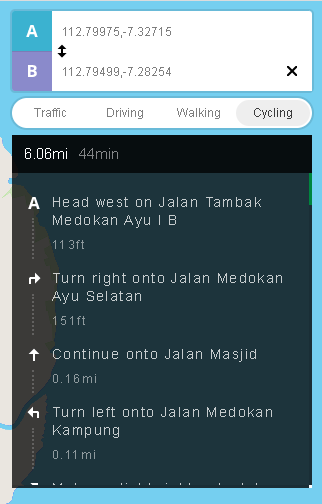 A 112.79975,-7.32715
B 112.79499,-7.28254
Traffic Driving Walking Cycling
6.06mi 44min
A Head west on Jalan Tambak
Medokan Ayu I B
113ft
Turn right onto Jalan Medokan
Ayu Selatan
151ft
Continue onto Jalan Masjid
0.16mi
Turn left onto Jalan Medokan
Kampung
0.11mi